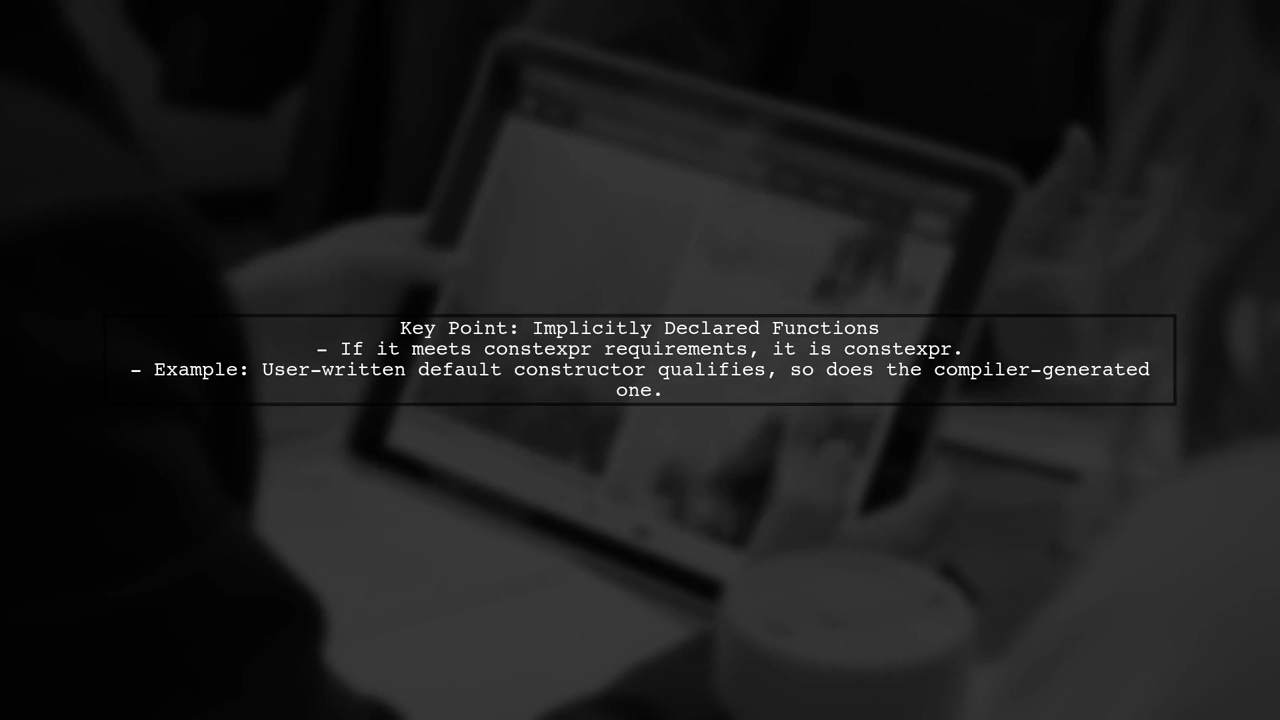 Key Point: Implicitly Declared Functions
– If it meets constexpr requirements, it is constexpr.
– Example: User-written default constructor qualifies, so does the compiler-generated
one.